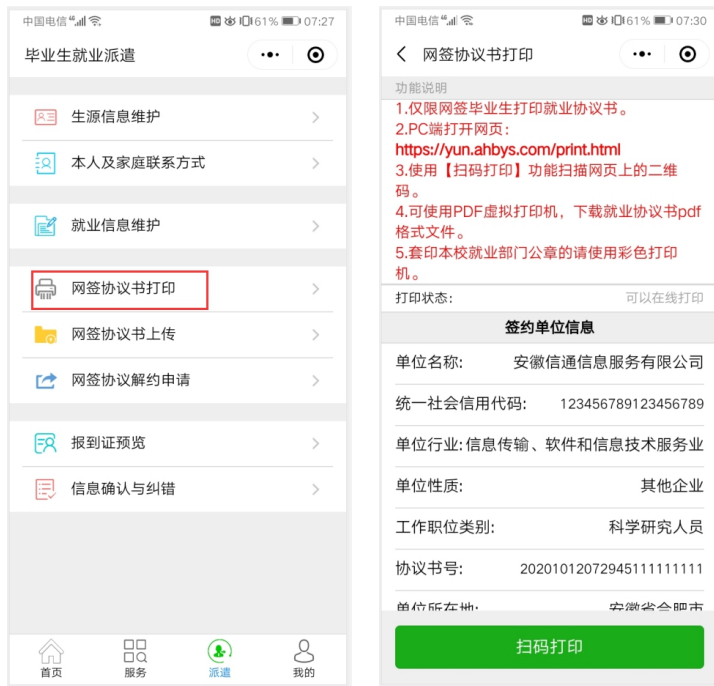 中国电信 HD 61% 07:27
毕业生就业派遣
生源信息维护
本人及家庭联系方式
就业信息维护
网签协议书打印
网签协议书上传
网签协议解约申请
报到证预览
信息确认与纠错
首页 服务 派遣 我的
中国电信 HD 61% 07:30
网签协议书打印
功能说明
1.仅限网签毕业生打印就业协议书。
2.PC端打开网页：
https://yun.ahbys.com/print.html
3.使用【扫码打印】功能扫描网页上的二维
码。
4.可使用PDF虚拟打印机，下载就业协议书pdf
格式文件。
5.套印本校就业部门公章的请使用彩色打印
机。
打印状态: 可以在线打印
签约单位信息
单位名称: 安徽信通信息服务有限公司
统一社会信用代码: 123456789123456789
单位行业: 信息传输、软件和信息技术服务业
单位性质: 其他企业
工作职位类别: 科学研究人员
协议书号: 20201012072945111111111
单位所在地: 安徽省合肥市
扫码打印